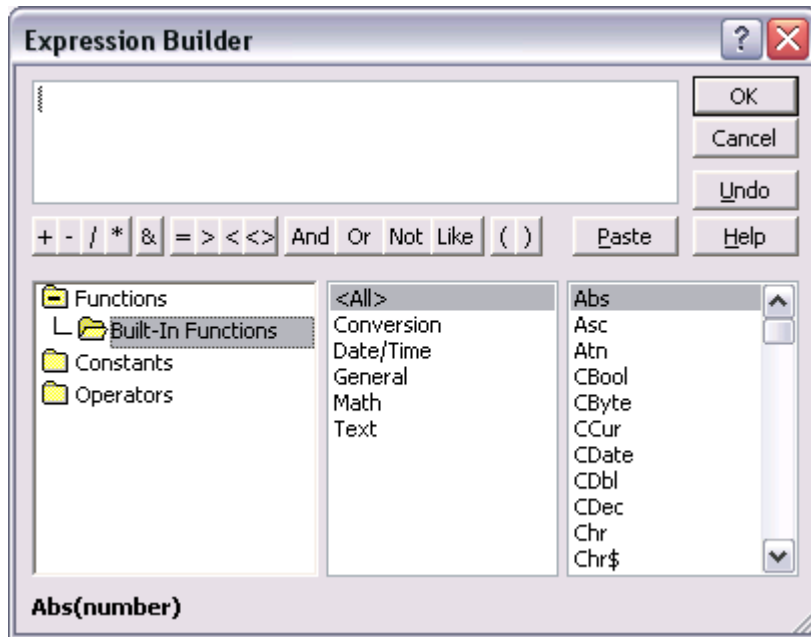 Expression Builder
?
OK
Cancel
Undo
+ - / * & = > < <> And Or Not Like ( ) Paste Help
Functions
Built-In Functions
Constants
Operators
<All>
Conversion
Date/Time
General
Math
Text
Abs
Asc
Atn
CBool
CByte
CCur
CDate
CDbl
CDec
Chr
Chr$
Abs(number)